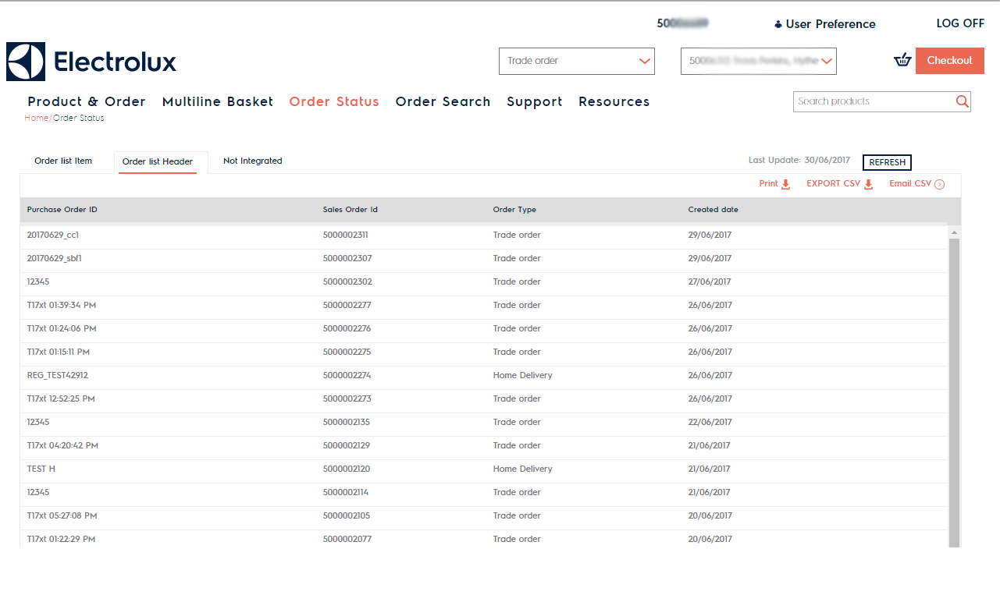 User Preference LOG OFF
Electrolux
Trade order Checkout
Product & Order Multiline Basket Order Status Order Search Support Resources Search products
Home/Order Status
Order list Item Order list Header Not Integrated Last Update: 30/06/2017 REFRESH
Print EXPORT CSV Email CSV
Purchase Order ID Sales Order Id Order Type Created date
20170629_cc1 5000002311 Trade order 29/06/2017
20170629_sbf1 5000002307 Trade order 29/06/2017
12345 5000002302 Trade order 27/06/2017
T17xt 01:39:34 PM 5000002277 Trade order 26/06/2017
T17xt 01:24:06 PM 5000002276 Trade order 26/06/2017
T17xt 01:15:11 PM 5000002275 Trade order 26/06/2017
REG_TEST42912 5000002274 Home Delivery 26/06/2017
T17xt 12:52:25 PM 5000002273 Trade order 26/06/2017
12345 5000002135 Trade order 22/06/2017
T17xt 04:20:42 PM 5000002129 Trade order 21/06/2017
TEST H 5000002120 Home Delivery 21/06/2017
12345 5000002114 Trade order 21/06/2017
T17xt 05:27:08 PM 5000002105 Trade order 20/06/2017
T17xt 01:22:29 PM 5000002077 Trade order 20/06/2017